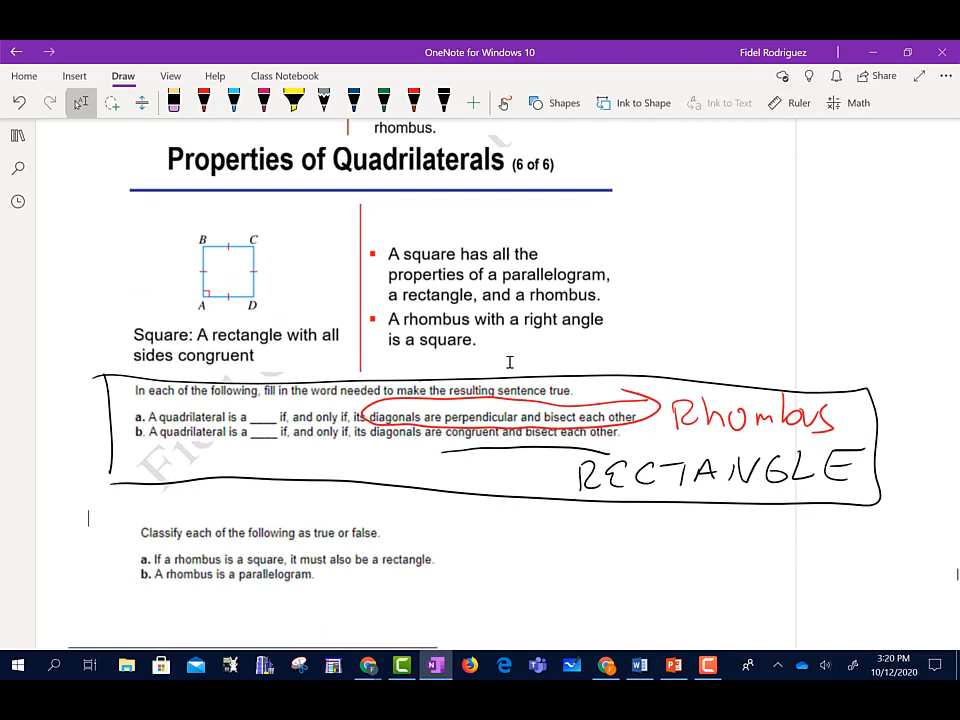 OneNote for Windows 10
Fidel Rodriguez
Home Insert Draw View Help Class Notebook
Share
Shapes Ink to Shape Ink to Text Ruler Math
rhombus.
Properties of Quadrilaterals (6 of 6)
B C
A D
Square: A rectangle with all
sides congruent
A square has all the
properties of a parallelogram,
a rectangle, and a rhombus.
A rhombus with a right angle
is a square.
In each of the following, fill in the word needed to make the resulting sentence true.
a. A quadrilateral is a ____ if, and only if, its diagonals are perpendicular and bisect each other.
b. A quadrilateral is a ____ if, and only if, its diagonals are congruent and bisect each other.
Rhombus
RECTANGLE
Classify each of the following as true or false.
a. If a rhombus is a square, it must also be a rectangle.
b. A rhombus is a parallelogram.
3:20 PM
10/12/2020